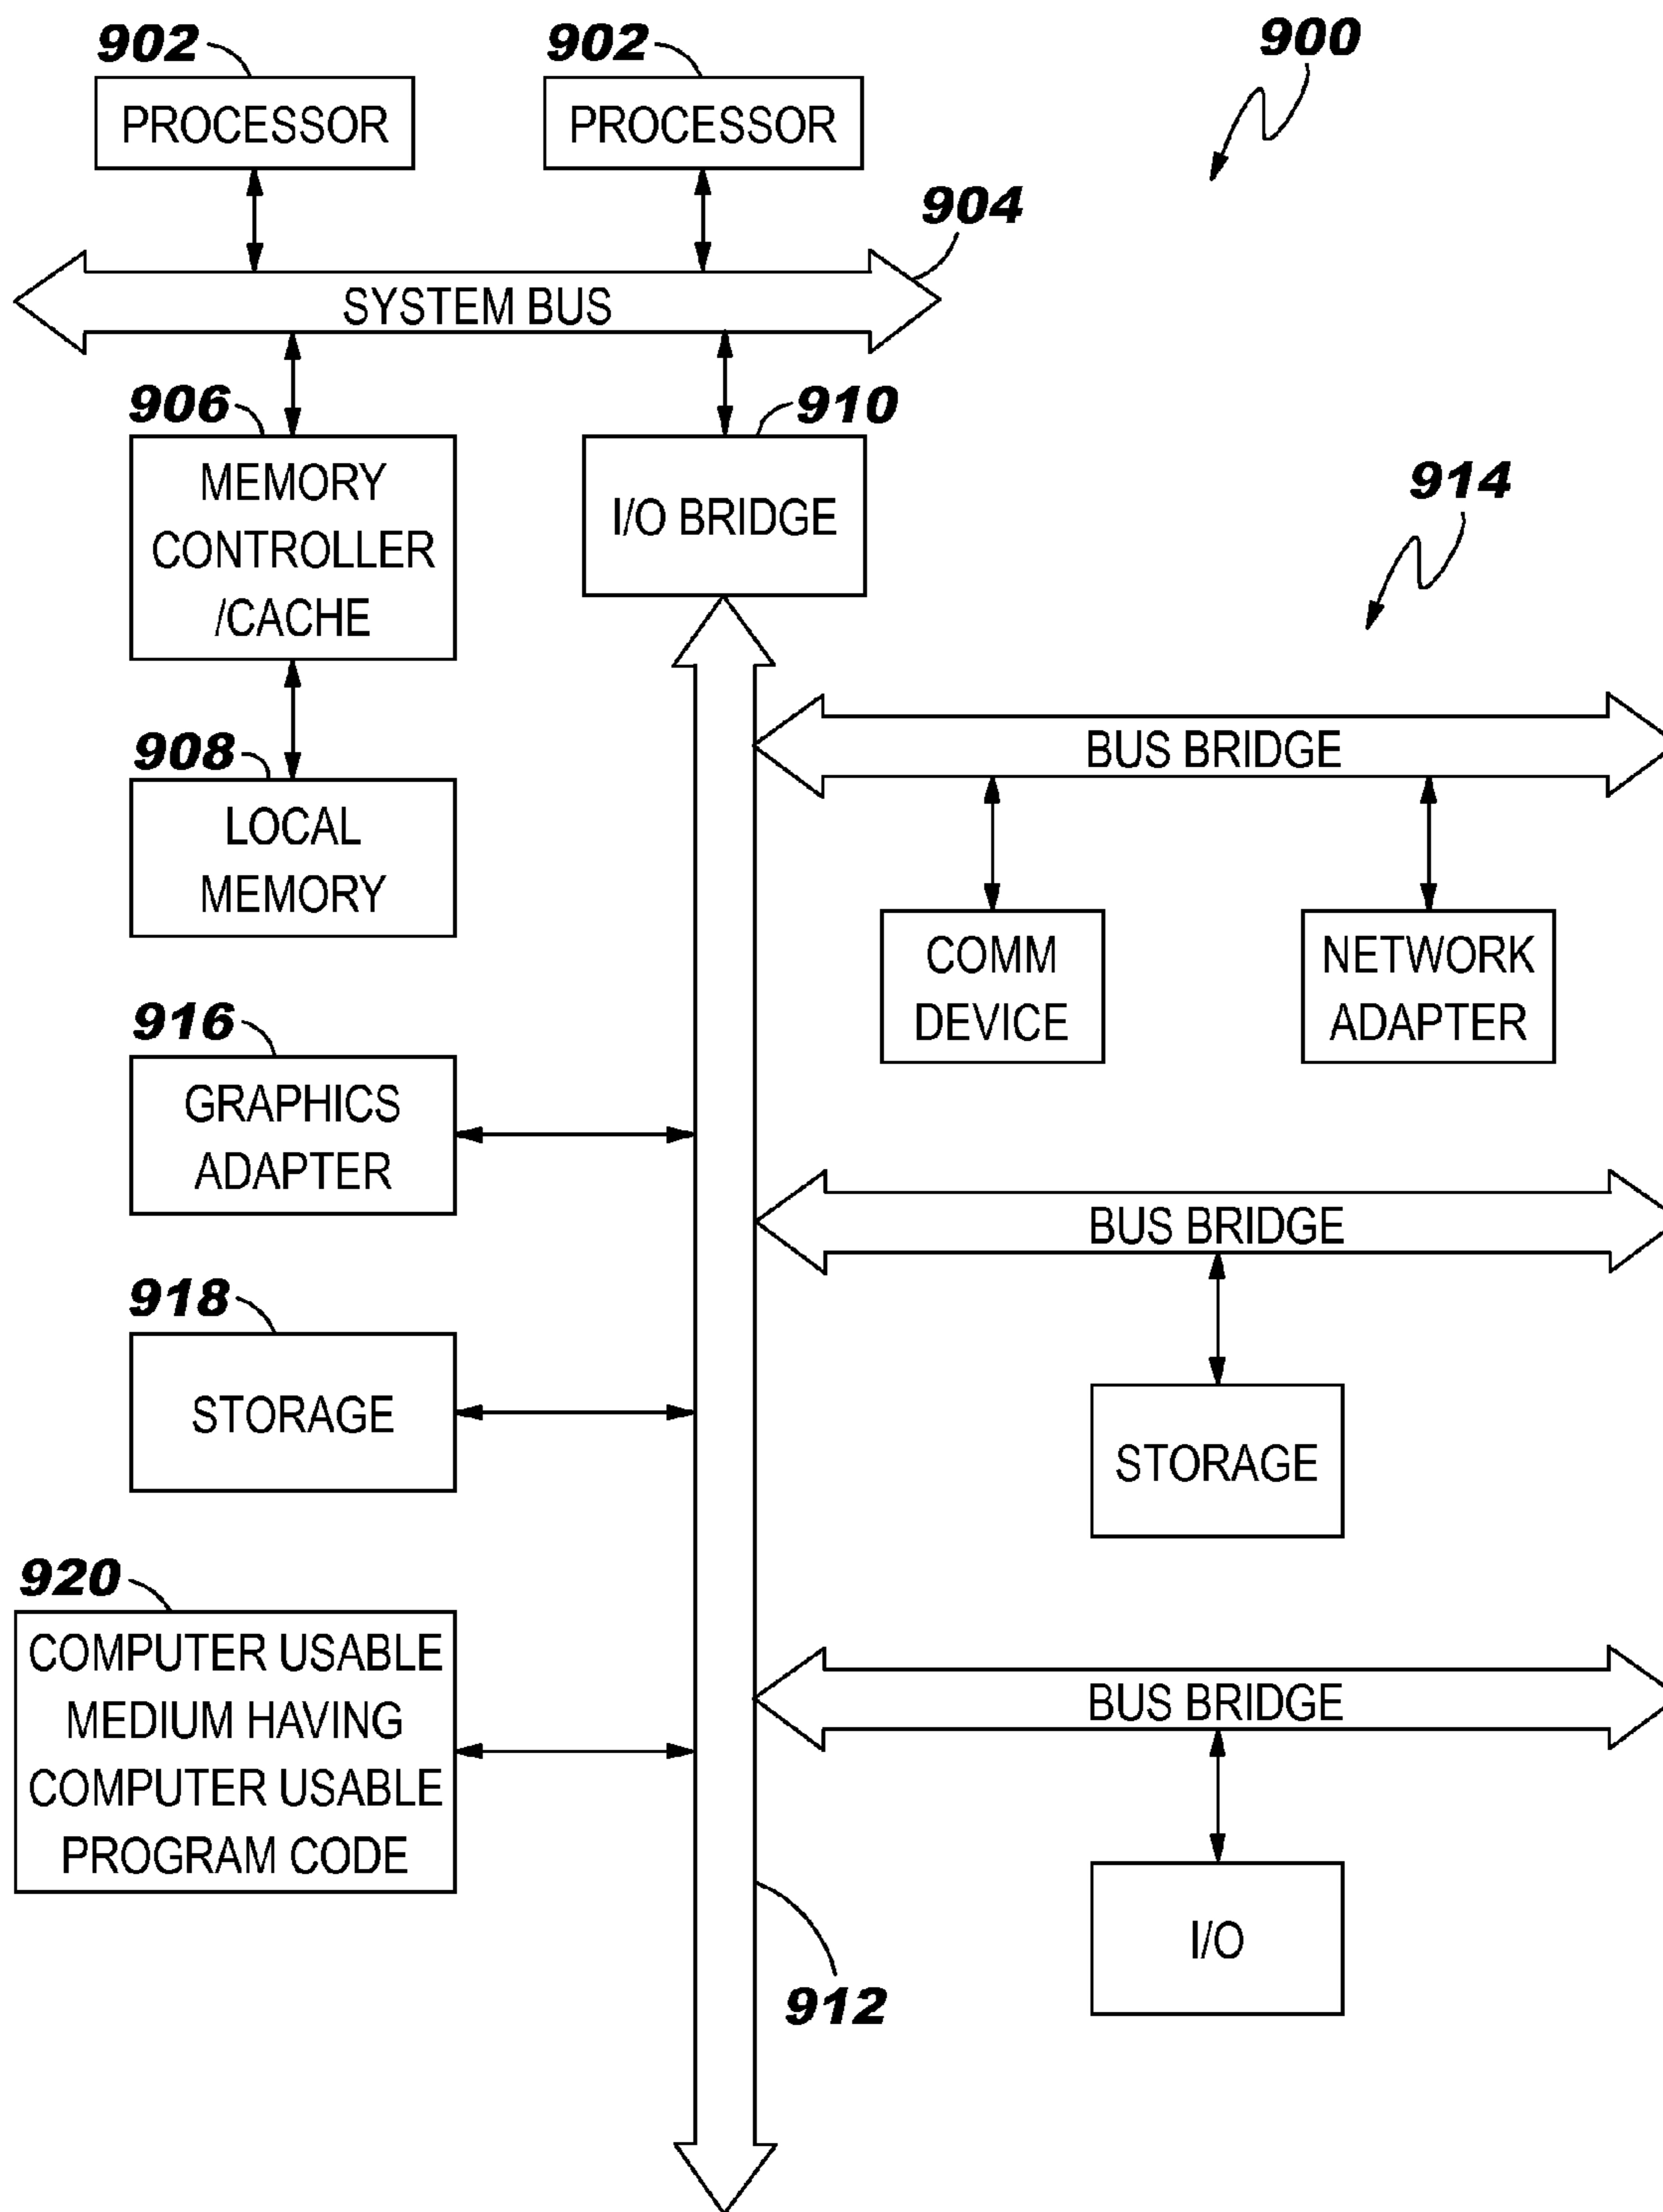 902
902
900
PROCESSOR
PROCESSOR
904
SYSTEM BUS
906
910
MEMORY
CONTROLLER
/CACHE
I/O BRIDGE
914
908
LOCAL
MEMORY
BUS BRIDGE
COMM
DEVICE
NETWORK
ADAPTER
916
GRAPHICS
ADAPTER
BUS BRIDGE
918
STORAGE
STORAGE
920
COMPUTER USABLE
MEDIUM HAVING
COMPUTER USABLE
PROGRAM CODE
BUS BRIDGE
I/O
912